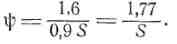 ψ = 1.6 / 0,9 S = 1,77 / S .